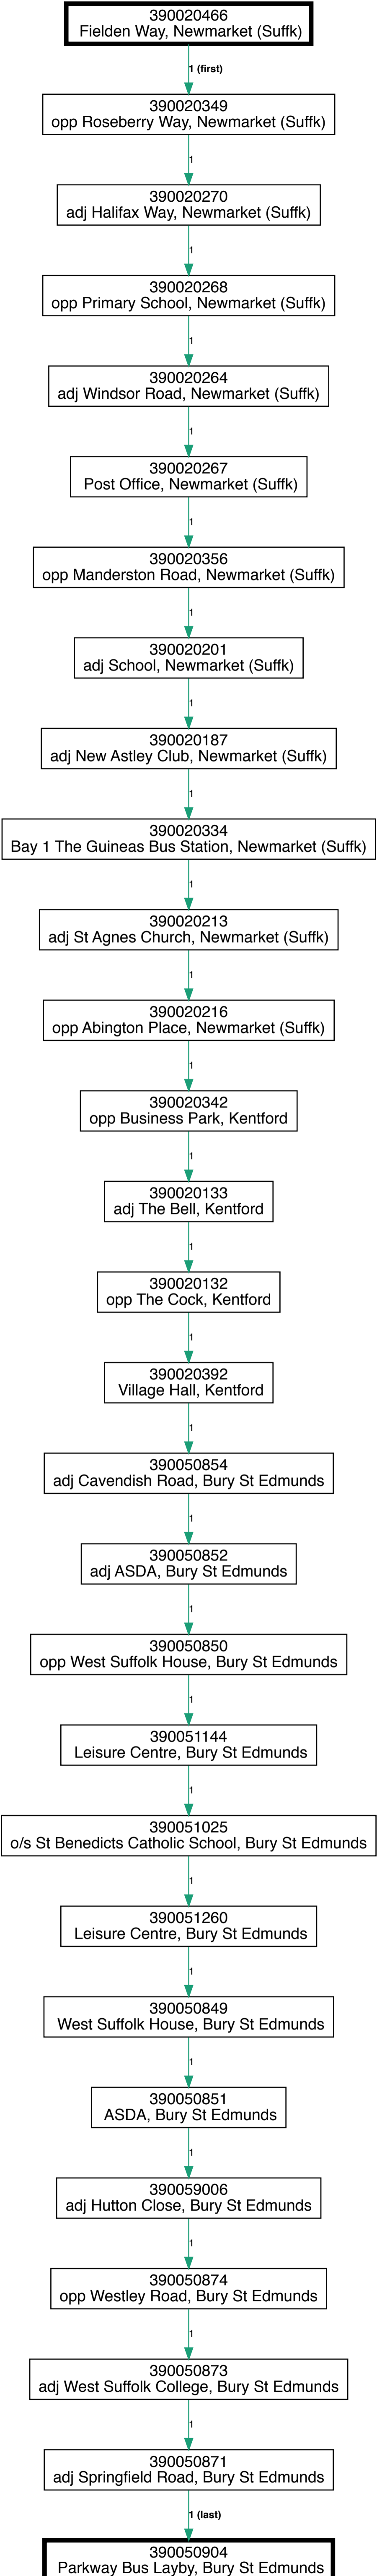 390020466
Fielden Way, Newmarket (Suffk)
1 (first)
390020349
opp Roseberry Way, Newmarket (Suffk)
1
390020270
adj Halifax Way, Newmarket (Suffk)
1
390020268
opp Primary School, Newmarket (Suffk)
1
390020264
adj Windsor Road, Newmarket (Suffk)
1
390020267
Post Office, Newmarket (Suffk)
1
390020356
opp Manderston Road, Newmarket (Suffk)
1
390020201
adj School, Newmarket (Suffk)
1
390020187
adj New Astley Club, Newmarket (Suffk)
1
390020334
Bay 1 The Guineas Bus Station, Newmarket (Suffk)
1
390020213
adj St Agnes Church, Newmarket (Suffk)
1
390020216
opp Abington Place, Newmarket (Suffk)
1
390020342
opp Business Park, Kentford
1
390020133
adj The Bell, Kentford
1
390020132
opp The Cock, Kentford
1
390020392
Village Hall, Kentford
1
390050854
adj Cavendish Road, Bury St Edmunds
1
390050852
adj ASDA, Bury St Edmunds
1
390050850
opp West Suffolk House, Bury St Edmunds
1
390051144
Leisure Centre, Bury St Edmunds
1
390051025
o/s St Benedicts Catholic School, Bury St Edmunds
1
390051260
Leisure Centre, Bury St Edmunds
1
390050849
West Suffolk House, Bury St Edmunds
1
390050851
ASDA, Bury St Edmunds
1
390059006
adj Hutton Close, Bury St Edmunds
1
390050874
opp Westley Road, Bury St Edmunds
1
390050873
adj West Suffolk College, Bury St Edmunds
1
390050871
adj Springfield Road, Bury St Edmunds
1 (last)
390050904
Parkway Bus Layby, Bury St Edmunds